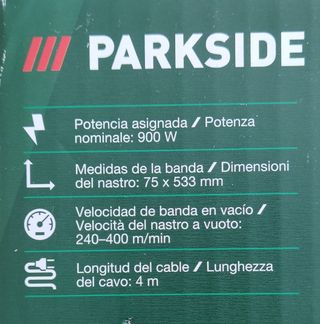 PARKSIDE
Potencia asignada / Potenza
nominale: 900 W
Medidas de la banda / Dimensioni
del nastro: 75 x 533 mm
Velocidad de banda en vacío /
Velocità del nastro a vuoto:
240–400 m/min
Longitud del cable / Lunghezza
del cavo: 4 m